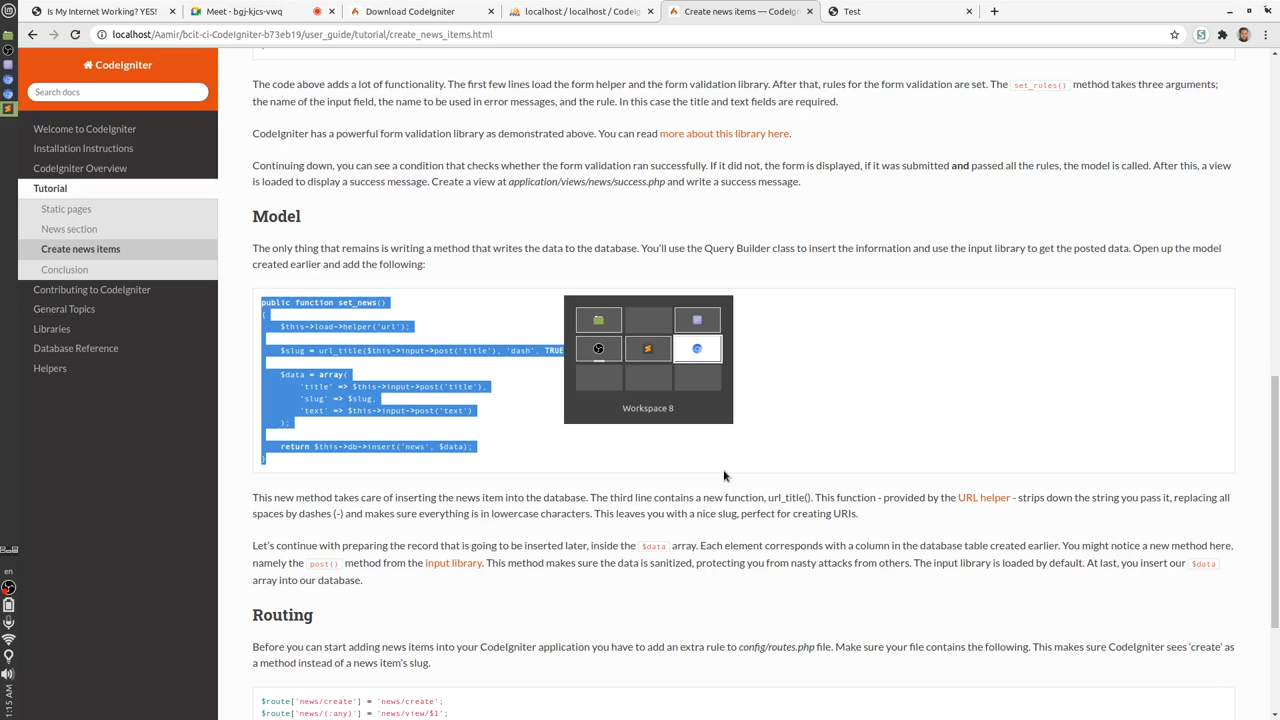 Is My Internet Working? YES!
Meet - bgj-kjcs-vwq
Download CodeIgniter
localhost / localhost / CodeIg
Create news items — CodeIgn
Test
localhost/Aamir/bcit-ci-CodeIgniter-b73eb19/user_guide/tutorial/create_news_items.html
CodeIgniter
Search docs
Welcome to CodeIgniter
Installation Instructions
CodeIgniter Overview
Tutorial
Static pages
News section
Create news items
Conclusion
Contributing to CodeIgniter
General Topics
Libraries
Database Reference
Helpers
en
1:15 AM
The code above adds a lot of functionality. The first few lines load the form helper and the form validation library. After that, rules for the form validation are set. The set_rules() method takes three arguments;
the name of the input field, the name to be used in error messages, and the rule. In this case the title and text fields are required.
CodeIgniter has a powerful form validation library as demonstrated above. You can read more about this library here.
Continuing down, you can see a condition that checks whether the form validation ran successfully. If it did not, the form is displayed, if it was submitted and passed all the rules, the model is called. After this, a view
is loaded to display a success message. Create a view at application/views/news/success.php and write a success message.
Model
The only thing that remains is writing a method that writes the data to the database. You'll use the Query Builder class to insert the information and use the input library to get the posted data. Open up the model
created earlier and add the following:
public function set_news()
{
$this->load->helper('url');
$slug = url_title($this->input->post('title'), 'dash', TRUE
$data = array(
'title' => $this->input->post('title'),
'slug' => $slug,
'text' => $this->input->post('text')
);
return $this->db->insert('news', $data);
}
Workspace 8
This new method takes care of inserting the news item into the database. The third line contains a new function, url_title(). This function - provided by the URL helper - strips down the string you pass it, replacing all
spaces by dashes (-) and makes sure everything is in lowercase characters. This leaves you with a nice slug, perfect for creating URIs.
Let's continue with preparing the record that is going to be inserted later, inside the $data array. Each element corresponds with a column in the database table created earlier. You might notice a new method here,
namely the post() method from the input library. This method makes sure the data is sanitized, protecting you from nasty attacks from others. The input library is loaded by default. At last, you insert our $data
array into our database.
Routing
Before you can start adding news items into your CodeIgniter application you have to add an extra rule to config/routes.php file. Make sure your file contains the following. This makes sure CodeIgniter sees 'create' as
a method instead of a news item's slug.
$route['news/create'] = 'news/create';
$route['news/(:any)'] = 'news/view/$1';